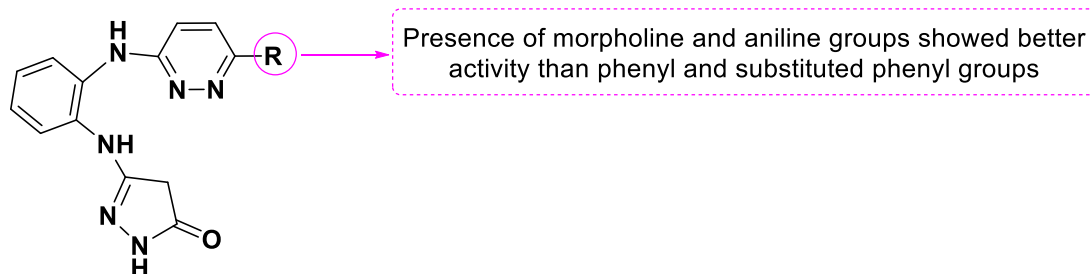 H
N
R
N N
NH
N
N
H
O
Presence of morpholine and aniline groups showed better
activity than phenyl and substituted phenyl groups